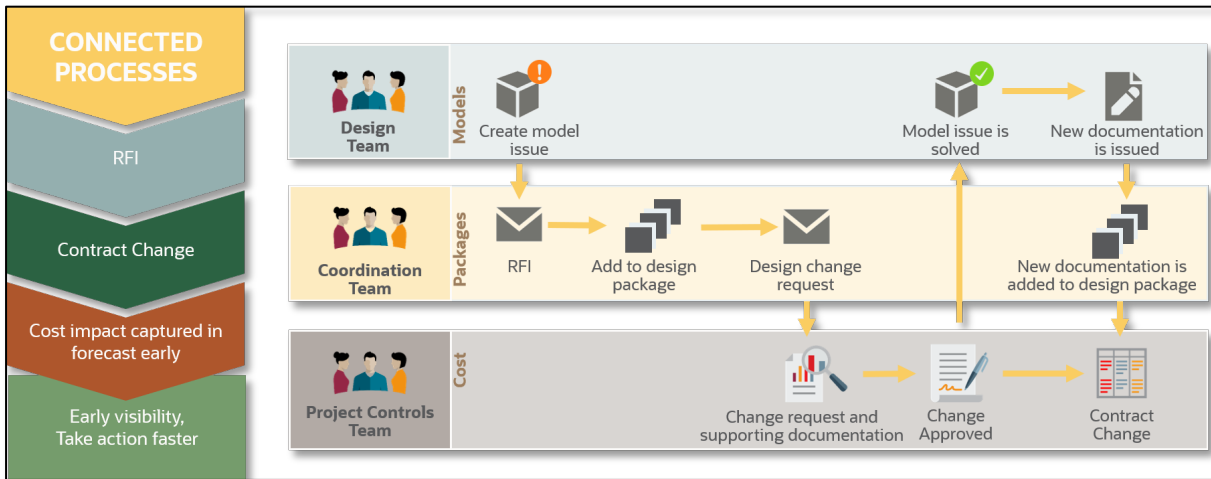 CONNECTED
PROCESSES
RFI
Contract Change
Cost impact captured in
forecast early
Early visibility,
Take action faster
Design
Team
Models
Create model
issue
Model issue is
solved
New documentation
is issued
Coordination
Team
Packages
RFI
Add to design
package
Design change
request
New documentation is
added to design package
Project Controls
Team
Cost
Change request and
supporting documentation
Change
Approved
Contract
Change